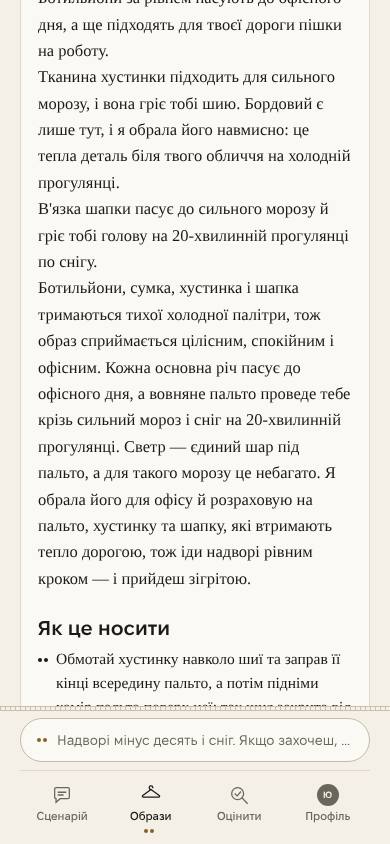 Ботильйони за рівнем пасують до офісного
дня, а ще підходять для твоєї дороги пішки
на роботу.
Тканина хустинки підходить для сильного
морозу, і вона гріє тобі шию. Бордовий є
лише тут, і я обрала його навмисно: це
тепла деталь біля твого обличчя на холодній
прогулянці.
В'язка шапки пасує до сильного морозу й
гріє тобі голову на 20-хвилинній прогулянці
по снігу.
Ботильйони, сумка, хустинка і шапка
тримаються тихої холодної палітри, тож
образ сприймається цілісним, спокійним і
офісним. Кожна основна річ пасує до
офісного дня, а вовняне пальто проведе тебе
крізь сильний мороз і сніг на 20-хвилинній
прогулянці. Светр — єдиний шар під
пальто, а для такого морозу це небагато. Я
обрала його для офісу й розраховую на
пальто, хустинку та шапку, які втримають
тепло дорогою, тож іди надворі рівним
кроком — і прийдеш зігрітою.
Як це носити
•• Обмотай хустинку навколо шиї та заправ її
кінці всередину пальто, а потім підніми
•• Надворі мінус десять і сніг. Якщо захочеш, ...
Сценарій
Образи
Оцінити
Ю
Профіль